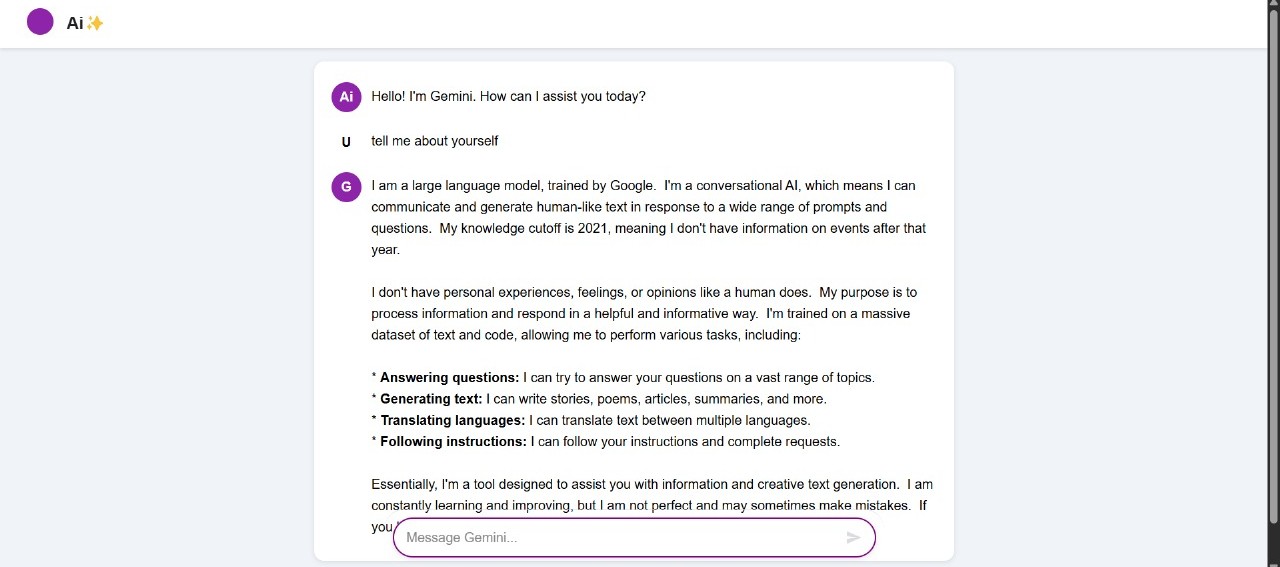 Ai✨
Ai Hello! I'm Gemini. How can I assist you today?
U tell me about yourself
G I am a large language model, trained by Google. I'm a conversational AI, which means I can
communicate and generate human-like text in response to a wide range of prompts and
questions. My knowledge cutoff is 2021, meaning I don't have information on events after that
year.
I don't have personal experiences, feelings, or opinions like a human does. My purpose is to
process information and respond in a helpful and informative way. I'm trained on a massive
dataset of text and code, allowing me to perform various tasks, including:
* Answering questions: I can try to answer your questions on a vast range of topics.
* Generating text: I can write stories, poems, articles, summaries, and more.
* Translating languages: I can translate text between multiple languages.
* Following instructions: I can follow your instructions and complete requests.
Essentially, I'm a tool designed to assist you with information and creative text generation. I am
constantly learning and improving, but I am not perfect and may sometimes make mistakes. If
you
Message Gemini...